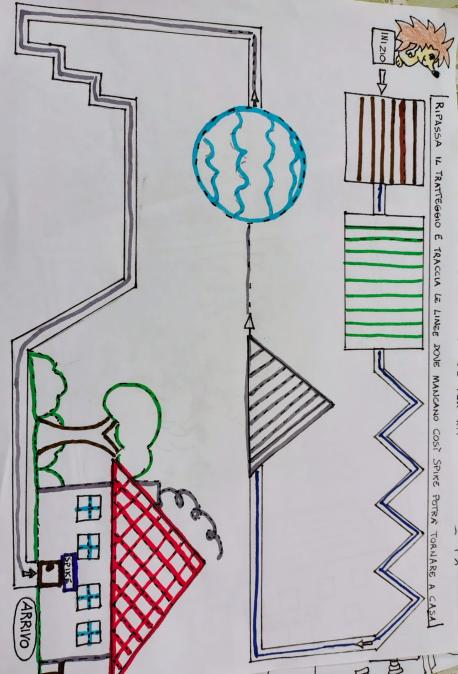 RIPASSA IL TRATTEGGIO E TRACCIA LE LINEE DOVE MANCANO COSÌ SPIKE POTRÀ TORNARE A CASA
INIZIO
SPIKE
ARRIVO